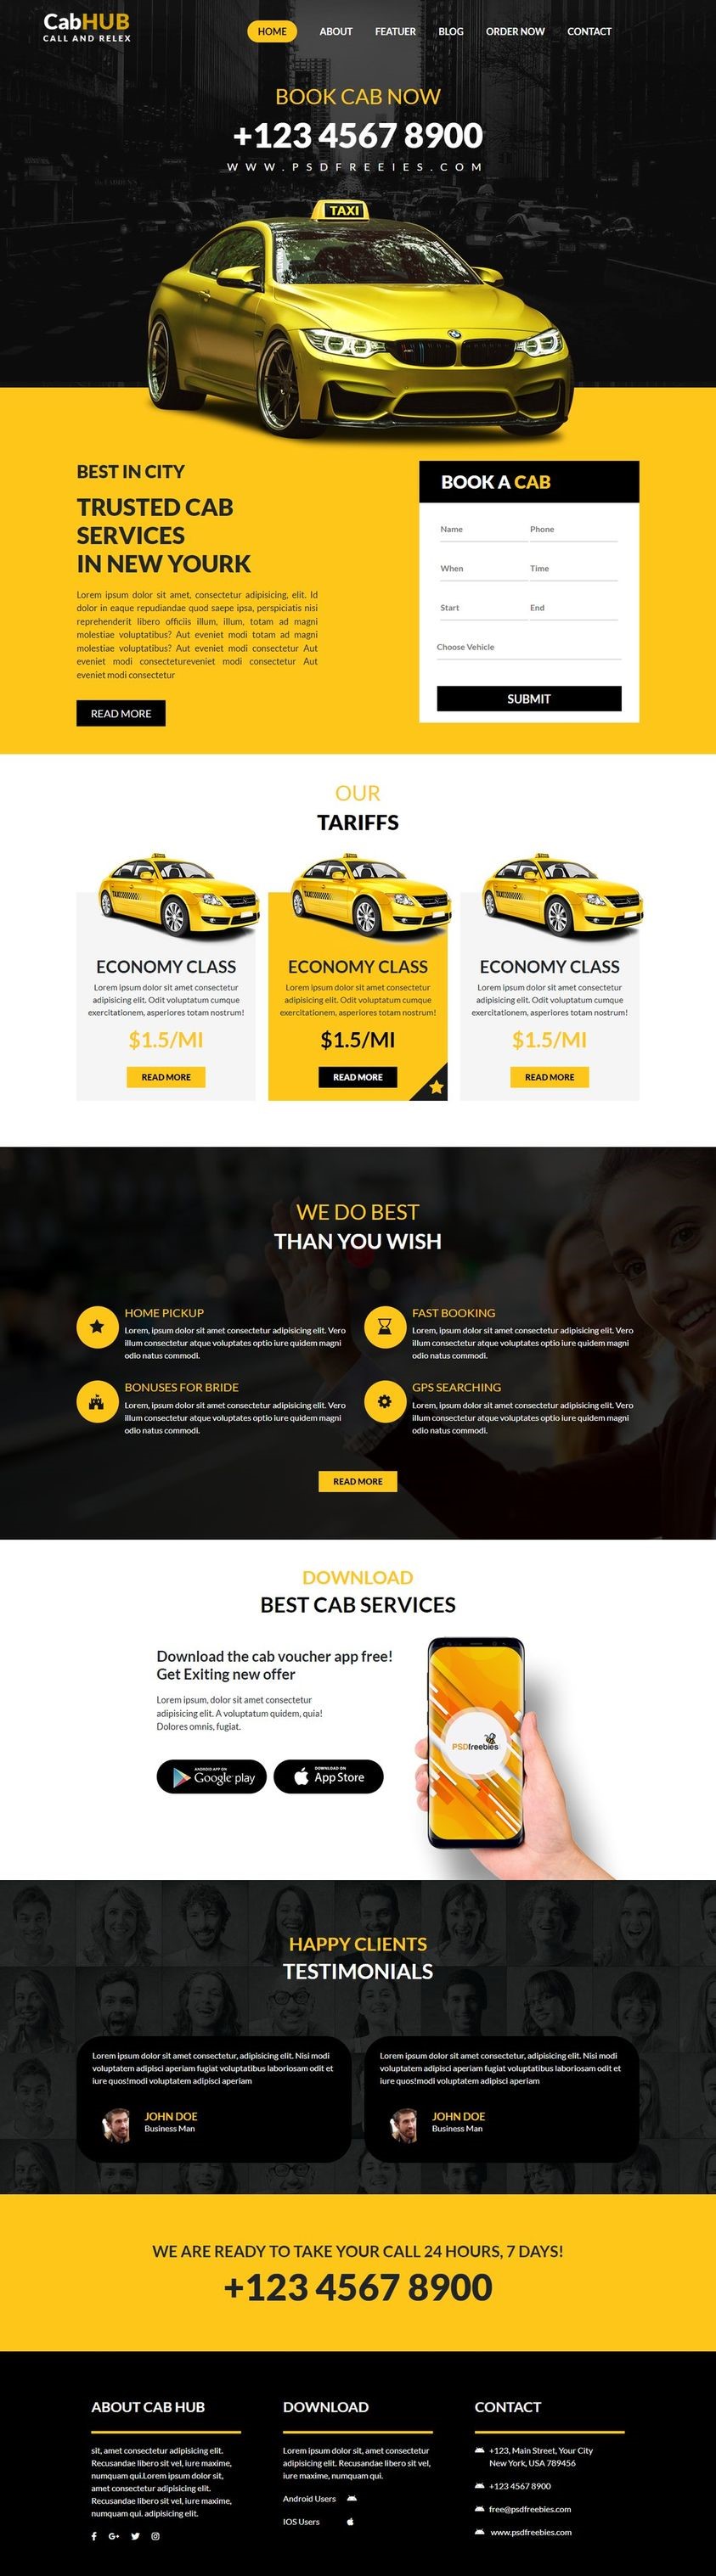 CabHUB
CALL AND RELEX
HOME ABOUT FEATUER BLOG ORDER NOW CONTACT
BOOK CAB NOW
+123 4567 8900
WWW.PSDFREEIES.COM
TAXI
BEST IN CITY
TRUSTED CAB
SERVICES
IN NEW YOURK
Lorem ipsum dolor sit amet, consectetur adipisicing, elit. Id
dolor in eaque repudiandae quod saepe ipsa, perspiciatis nisi
reprehenderit libero officiis illum, illum, totam ad magni
molestiae voluptatibus? Aut eveniet modi totam ad magni
molestiae voluptatibus? Aut eveniet modi consectetur Aut
eveniet modi consectetureveniet modi consectetur Aut
eveniet modi consectetur
READ MORE
BOOK A CAB
Name Phone
When Time
Start End
Choose Vehicle
SUBMIT
OUR
TARIFFS
ECONOMY CLASS
Lorem ipsum dolor sit amet consectetur
adipisicing elit. Odit voluptatum cumque
exercitationem, asperiores totam nostrum!
$1.5/MI
READ MORE
ECONOMY CLASS
Lorem ipsum dolor sit amet consectetur
adipisicing elit. Odit voluptatum cumque
exercitationem, asperiores totam nostrum!
$1.5/MI
READ MORE
ECONOMY CLASS
Lorem ipsum dolor sit amet consectetur
adipisicing elit. Odit voluptatum cumque
exercitationem, asperiores totam nostrum!
$1.5/MI
READ MORE
WE DO BEST
THAN YOU WISH
HOME PICKUP
Lorem, ipsum dolor sit amet consectetur adipisicing elit. Vero
illum consectetur atque voluptates optio iure quidem magni
odio natus commodi.
FAST BOOKING
Lorem, ipsum dolor sit amet consectetur adipisicing elit. Vero
illum consectetur atque voluptates optio iure quidem magni
odio natus commodi.
BONUSES FOR BRIDE
Lorem, ipsum dolor sit amet consectetur adipisicing elit. Vero
illum consectetur atque voluptates optio iure quidem magni
odio natus commodi.
GPS SEARCHING
Lorem, ipsum dolor sit amet consectetur adipisicing elit. Vero
illum consectetur atque voluptates optio iure quidem magni
odio natus commodi.
READ MORE
DOWNLOAD
BEST CAB SERVICES
Download the cab voucher app free!
Get Exiting new offer
Lorem ipsum, dolor sit amet consectetur
adipisicing elit. A voluptatum quidem, quia!
Dolores omnis, fugiat.
ANDROID APP ON
Google play
DOWNLOAD ON
App Store
PSDfreebies
HAPPY CLIENTS
TESTIMONIALS
Lorem ipsum dolor sit amet consectetur, adipisicing elit. Nisi modi
voluptatem adipisci aperiam fugiat voluptatibus laboriosam odit et
iure quos!modi voluptatem adipisci aperiam
JOHN DOE
Business Man
Lorem ipsum dolor sit amet consectetur, adipisicing elit. Nisi modi
voluptatem adipisci aperiam fugiat voluptatibus laboriosam odit et
iure quos!modi voluptatem adipisci aperiam
JOHN DOE
Business Man
WE ARE READY TO TAKE YOUR CALL 24 HOURS, 7 DAYS!
+123 4567 8900
ABOUT CAB HUB
sit, amet consectetur adipisicing elit.
Recusandae libero sit vel, iure maxime,
numquam qui.Lorem ipsum dolor sit,
amet consectetur adipisicing elit.
Recusandae libero sit vel, iure maxime,
numquam qui. adipisicing elit.
DOWNLOAD
Lorem ipsum dolor sit, amet consectetur
adipisicing elit. Recusandae libero sit vel,
iure maxime, numquam qui.
Android Users
IOS Users
CONTACT
+123, Main Street, Your City
New York, USA 789456
+123 4567 8900
free@psdfreebies.com
www.psdfreebies.com